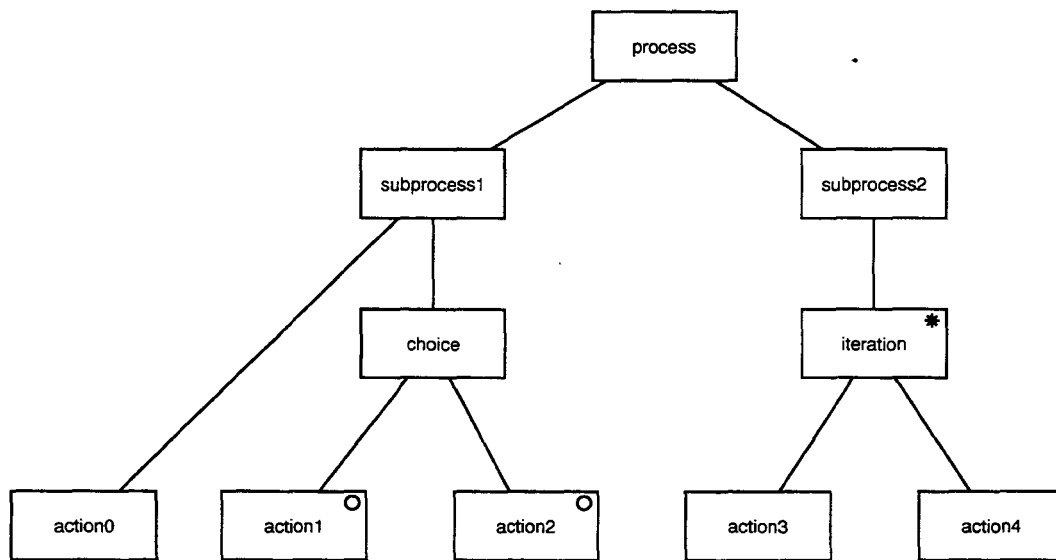 process
subprocess1
subprocess2
choice
iteration
*
action0
action1
action2
action3
action4